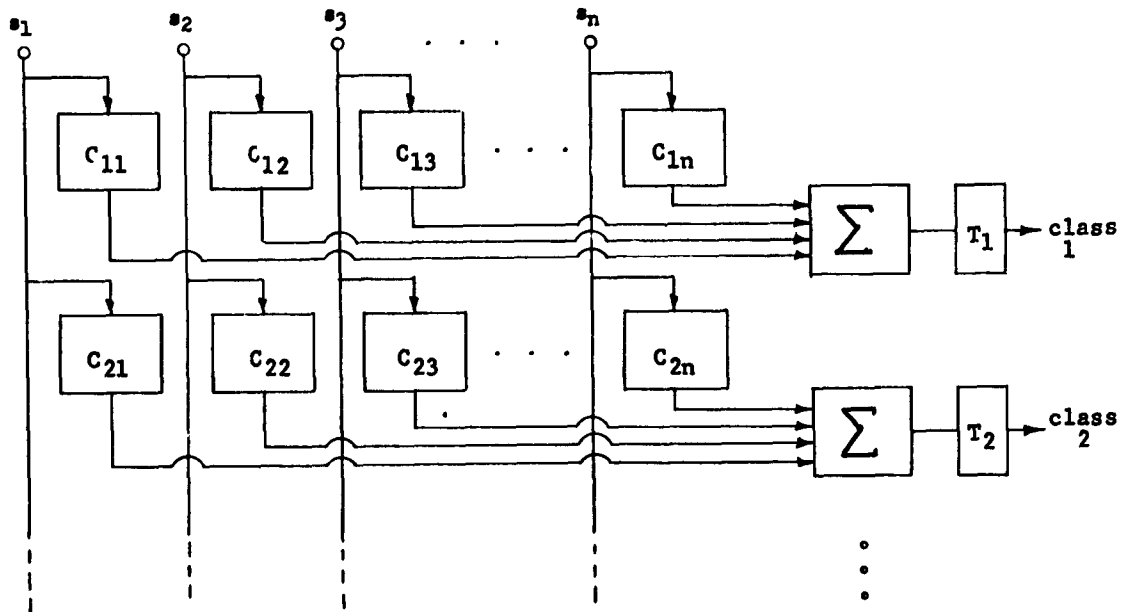 s1 s2 s3 . . . sn
C11 C12 C13 . . . C1n
Σ T1 class 1
C21 C22 C23 . . . C2n
Σ T2 class 2